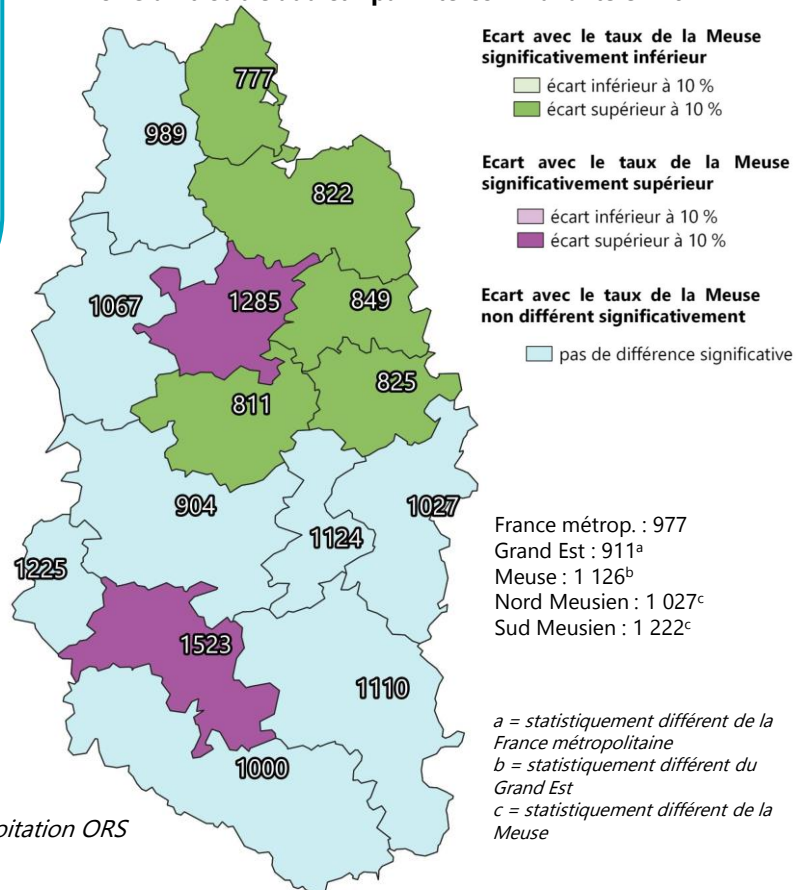 Ecart avec le taux de la Meuse
significativement inférieur
écart inférieur à 10 %
écart supérieur à 10 %
Ecart avec le taux de la Meuse
significativement supérieur
écart inférieur à 10 %
écart supérieur à 10 %
Ecart avec le taux de la Meuse
non différent significativement
pas de différence significative
777
989
822
1067
1285
849
825
811
904
1027
1124
1225
1523
1110
1000
France métrop. : 977
Grand Est : 911ᵃ
Meuse : 1 126ᵇ
Nord Meusien : 1 027ᶜ
Sud Meusien : 1 222ᶜ
a = statistiquement différent de la
France métropolitaine
b = statistiquement différent du
Grand Est
c = statistiquement différent de la
Meuse
oitation ORS